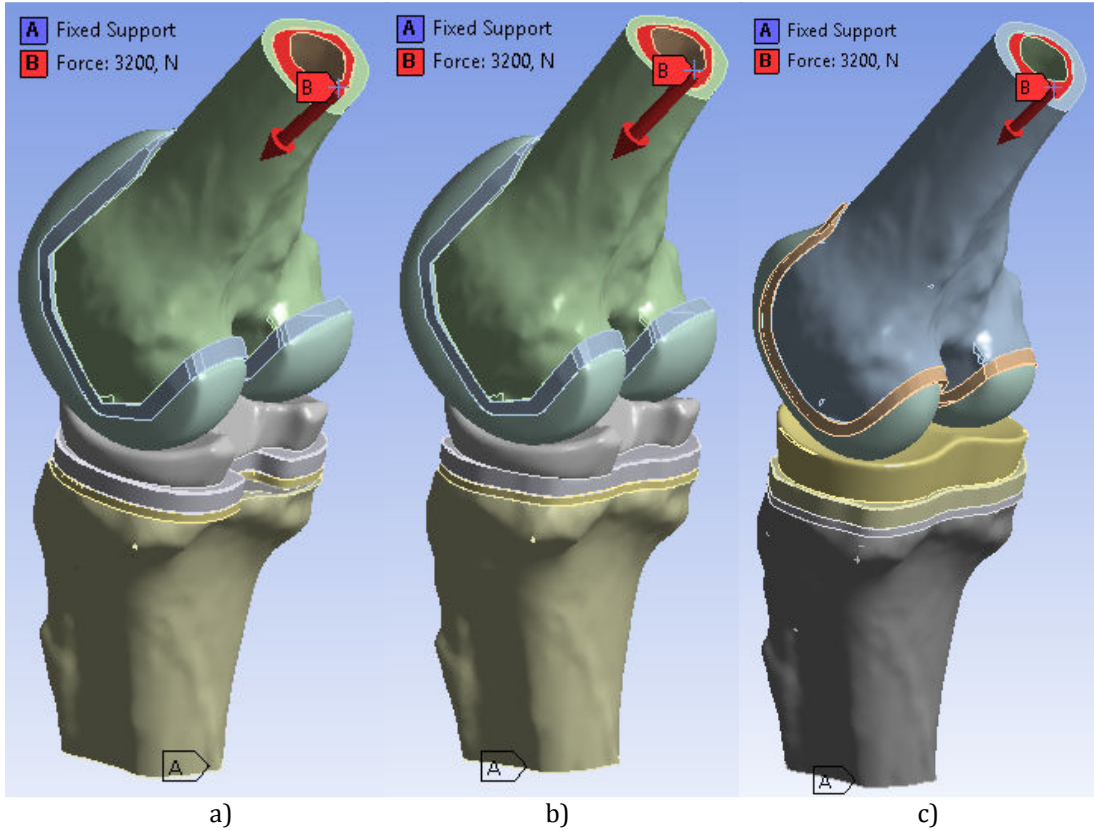 A Fixed Support
B Force: 3200, N
B
A
a)
A Fixed Support
B Force: 3200, N
B
A
b)
A Fixed Support
B Force: 3200, N
B
A
c)